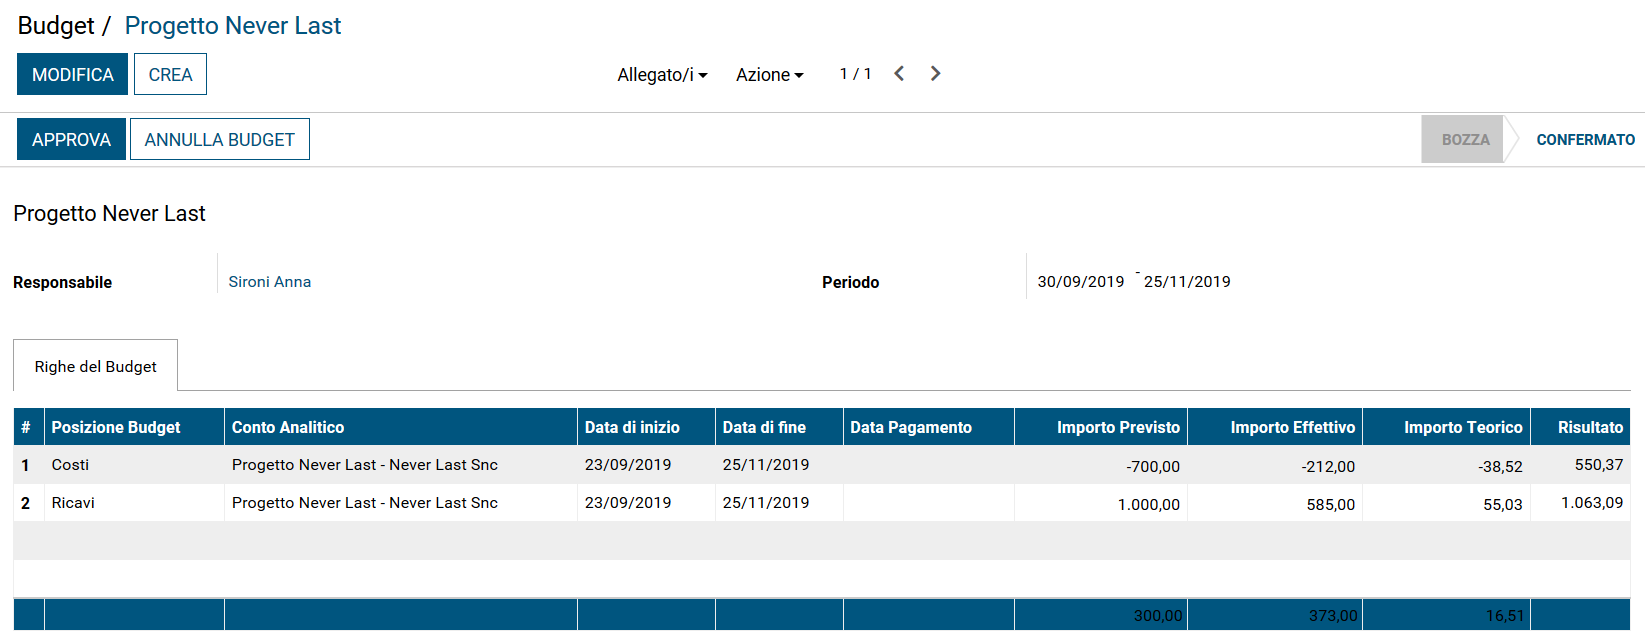 Budget / Progetto Never Last
MODIFICA CREA Allegato/i Azione 1 / 1
APPROVA ANNULLA BUDGET BOZZA CONFERMATO
Progetto Never Last
Responsabile Sironi Anna Periodo 30/09/2019 - 25/11/2019
Righe del Budget
# Posizione Budget Conto Analitico Data di inizio Data di fine Data Pagamento Importo Previsto Importo Effettivo Importo Teorico Risultato
1 Costi Progetto Never Last - Never Last Snc 23/09/2019 25/11/2019 -700,00 -212,00 -38,52 550,37
2 Ricavi Progetto Never Last - Never Last Snc 23/09/2019 25/11/2019 1.000,00 585,00 55,03 1.063,09
300,00 373,00 16,51